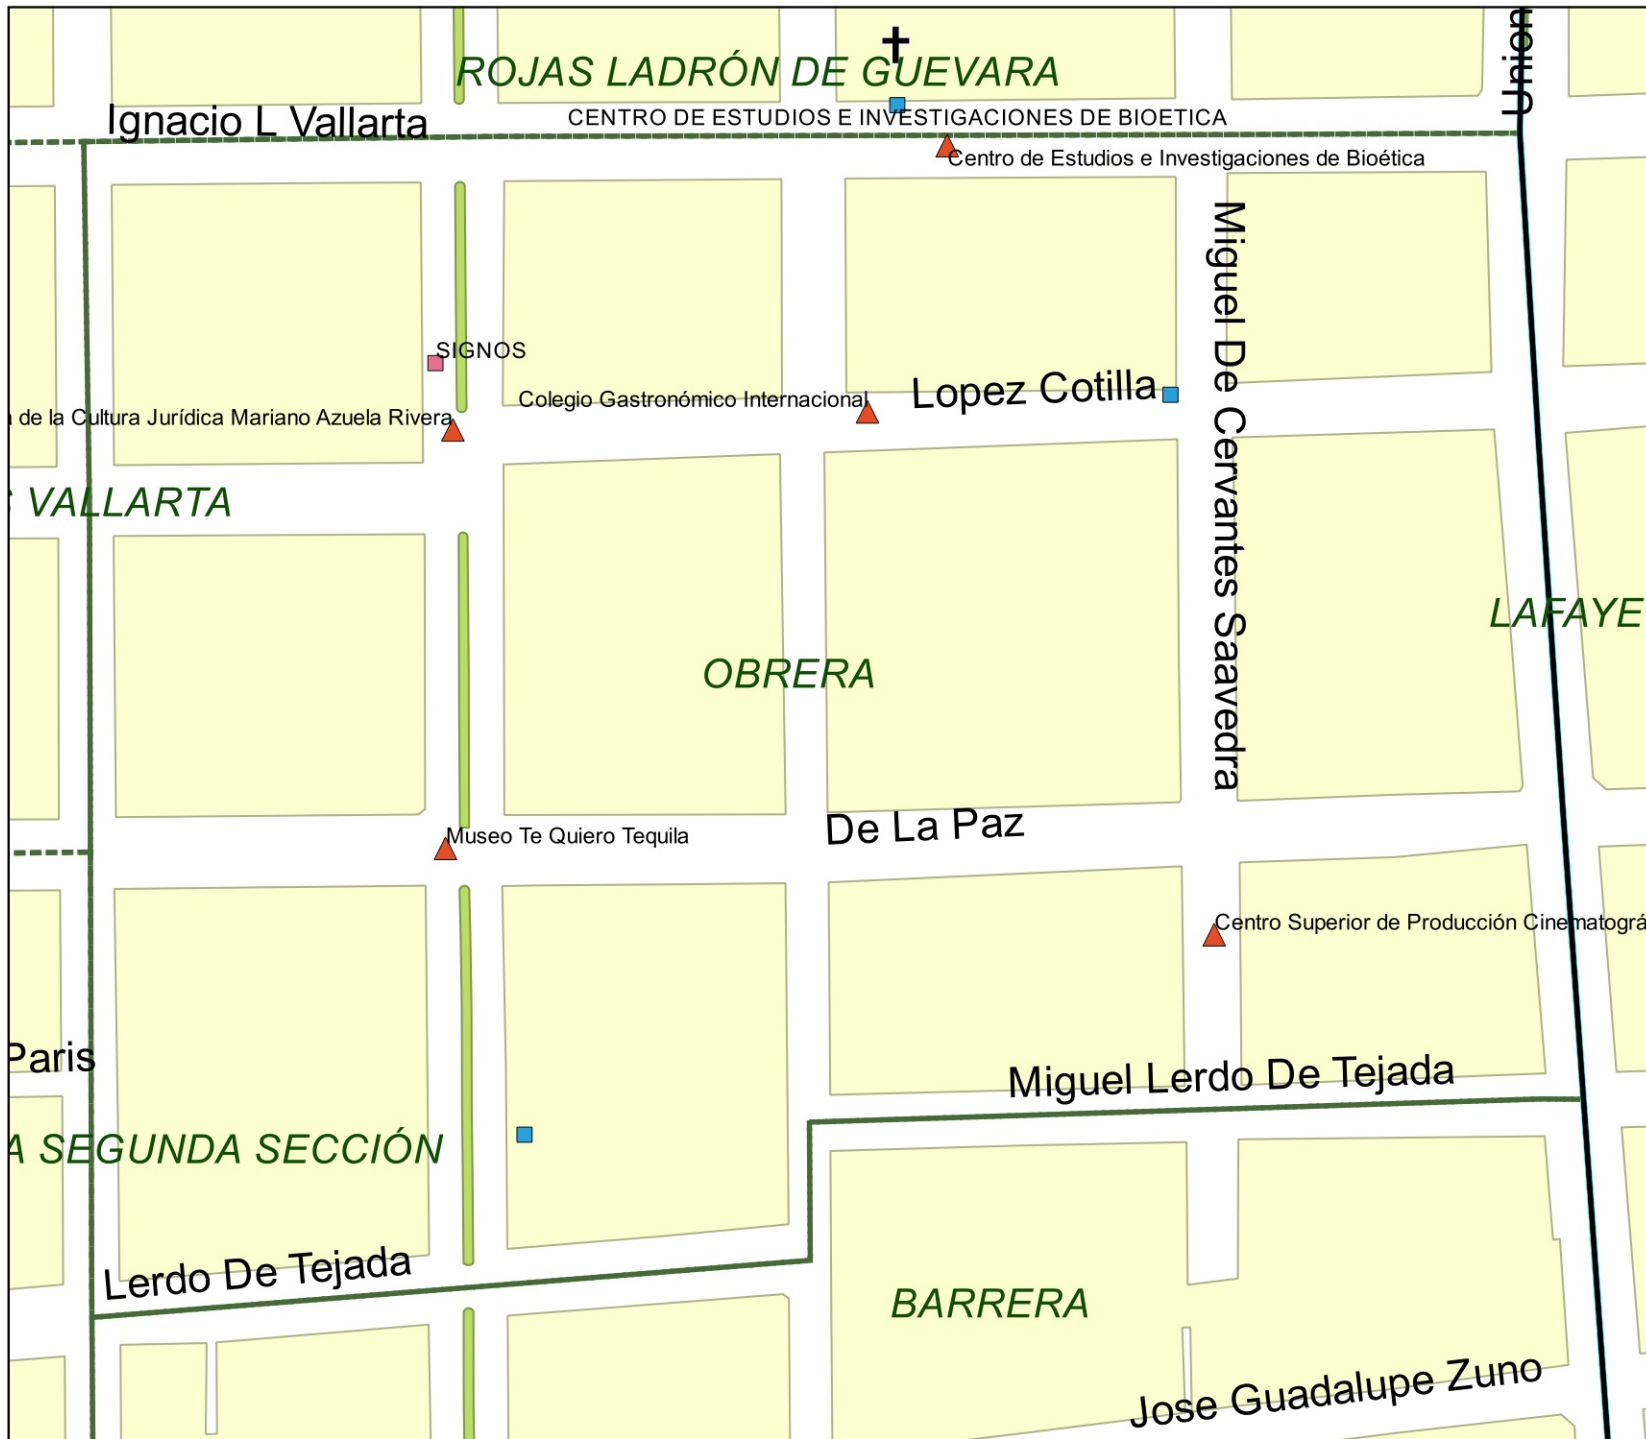 Union
ROJAS LADRÓN DE GUEVARA
Ignacio L Vallarta
CENTRO DE ESTUDIOS E INVESTIGACIONES DE BIOETICA
Centro de Estudios e Investigaciones de Bioética
Miguel De Cervantes Saavedra
SIGNOS
Colegio Gastronómico Internacional
Lopez Cotilla
de la Cultura Jurídica Mariano Azuela Rivera
VALLARTA
LAFAYE
OBRERA
De La Paz
Museo Te Quiero Tequila
Centro Superior de Producción Cinematográ
Paris
Miguel Lerdo De Tejada
A SEGUNDA SECCIÓN
Lerdo De Tejada
BARRERA
Jose Guadalupe Zuno